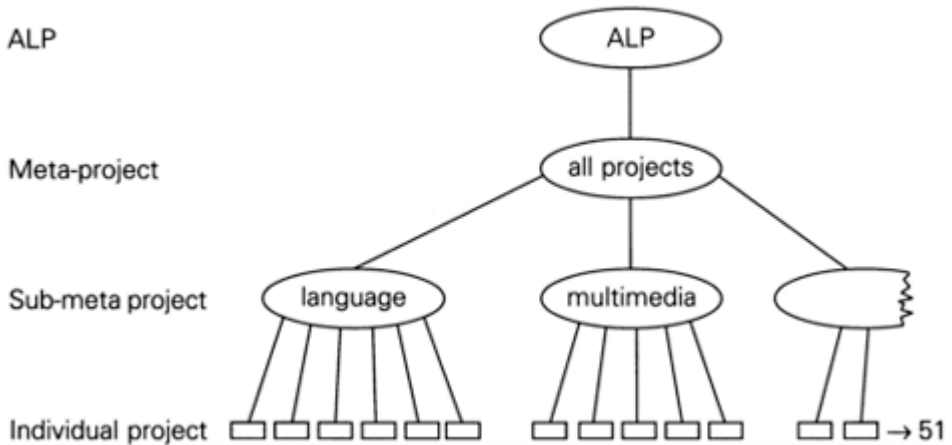 ALP
ALP
Meta-project
all projects
Sub-meta project
language
multimedia
Individual project
→ 51